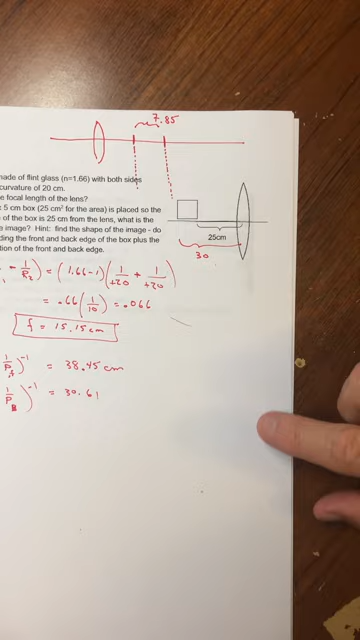 7.85
made of flint glass (n=1.66) with both sides
curvature of 20 cm.
e focal length of the lens?
5 cm box (25 cm² for the area) is placed so the
e of the box is 25 cm from the lens, what is the
e image? Hint: find the shape of the image - do
ding the front and back edge of the box plus the
tion of the front and back edge.
25cm
30
- 1/R₂) = (1.66-1)(1/+20 + 1/+20)
= .66(1/10) = .066
f = 15.15cm
1/P_f)⁻¹ = 38.45cm
1/P_B)⁻¹ = 30.61